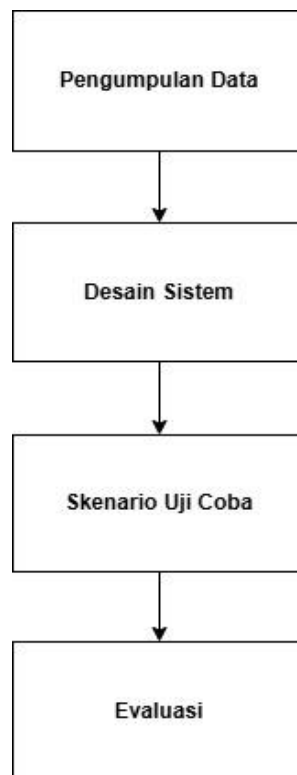 Pengumpulan Data
Desain Sistem
Skenario Uji Coba
Evaluasi